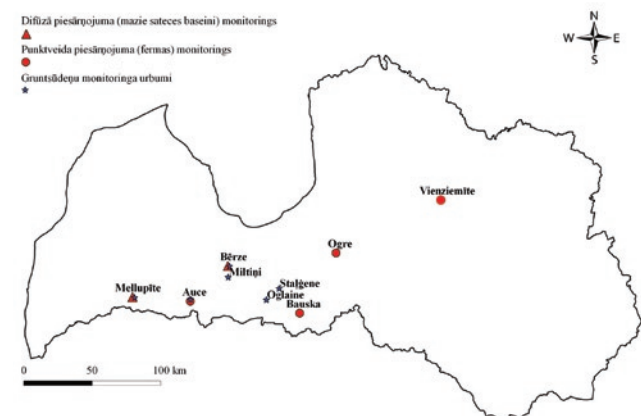 Difūzā piesārņojuma (mazie sateces baseini) monitorings
Punktveida piesārņojuma (fermas) monitorings
Gruntsūdeņu monitoringa urbumi
N
W E
S
Vienziemīte
Ogre
Bērze
Miltiņi
Mellupīte
Auce
Staļģene
Oglaine
Bauska
0 50 100 km